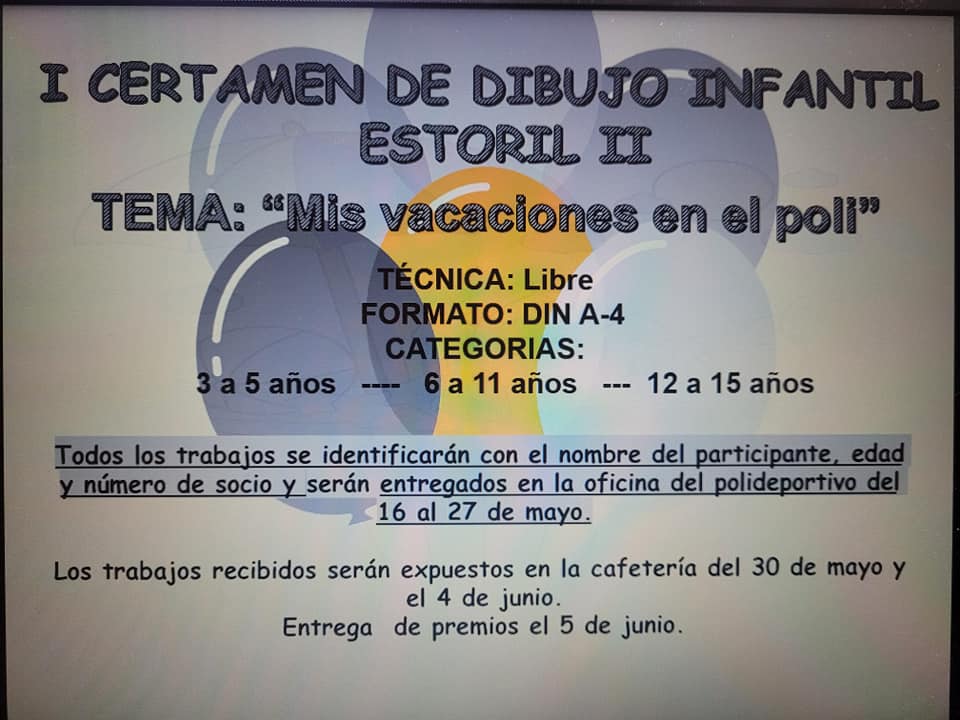 I CERTAMEN DE DIBUJO INFANTIL
ESTORIL II
TEMA: “Mis vacaciones en el poli”
TÉCNICA: Libre
FORMATO: DIN A-4
CATEGORIAS:
3 a 5 años ---- 6 a 11 años --- 12 a 15 años
Todos los trabajos se identificarán con el nombre del participante, edad
y número de socio y serán entregados en la oficina del polideportivo del
16 al 27 de mayo.
Los trabajos recibidos serán expuestos en la cafetería del 30 de mayo y
el 4 de junio.
Entrega de premios el 5 de junio.